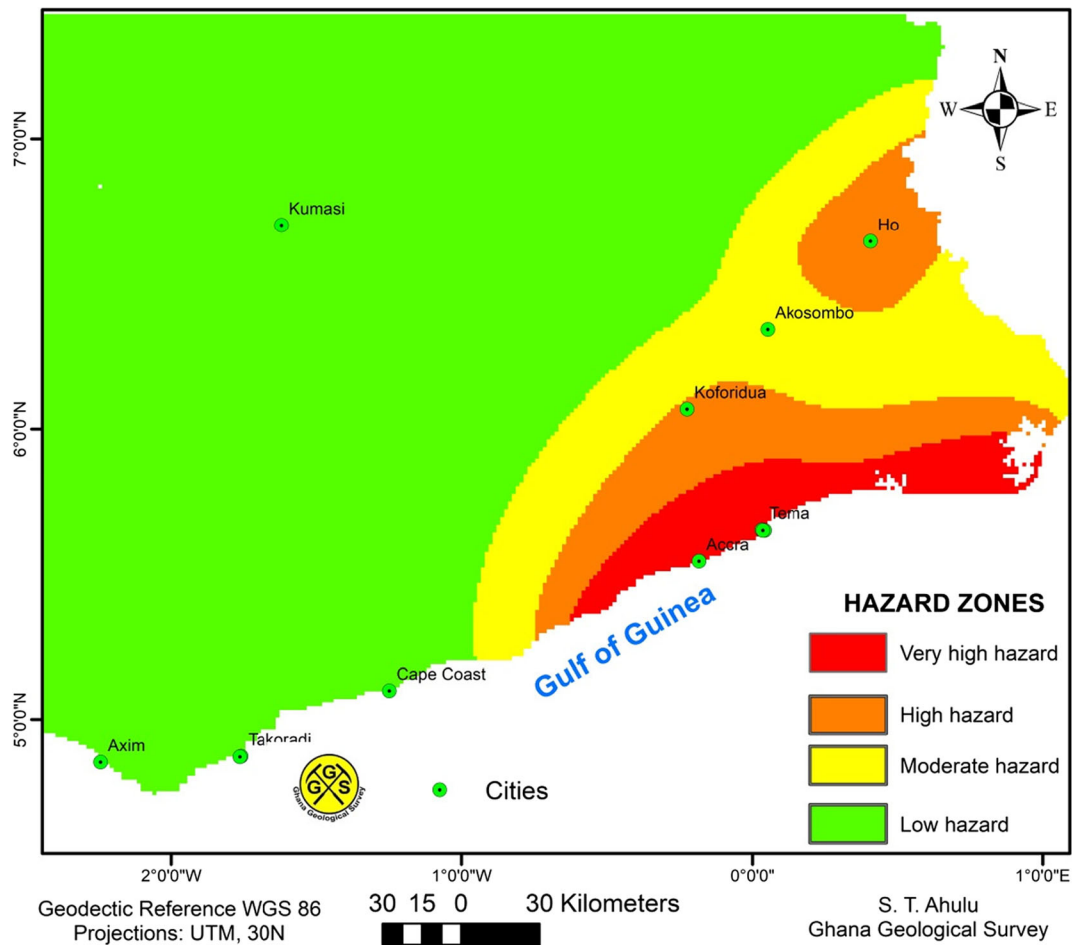 N
W E
S
7°0'0"N
6°0'0"N
5°0'0"N
Kumasi
Ho
Akosombo
Koforidua
Tema
Accra
Gulf of Guinea
Cape Coast
Takoradi
Axim
HAZARD ZONES
Very high hazard
High hazard
Moderate hazard
Low hazard
G
G S
Ghana Geological Survey
Cities
2°0'0"W 1°0'0"W 0°0'0" 1°0'0"E
Geodectic Reference WGS 86
Projections: UTM, 30N
30 15 0 30 Kilometers
S. T. Ahulu
Ghana Geological Survey